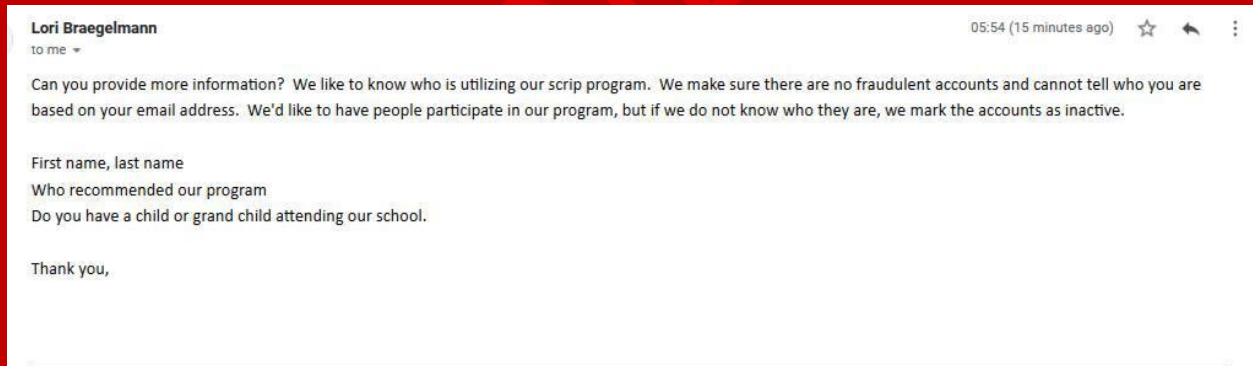 Lori Braegelmann
05:54 (15 minutes ago)
to me
Can you provide more information? We like to know who is utilizing our scrip program. We make sure there are no fraudulent accounts and cannot tell who you are
based on your email address. We'd like to have people participate in our program, but if we do not know who they are, we mark the accounts as inactive.
First name, last name
Who recommended our program
Do you have a child or grand child attending our school.
Thank you,